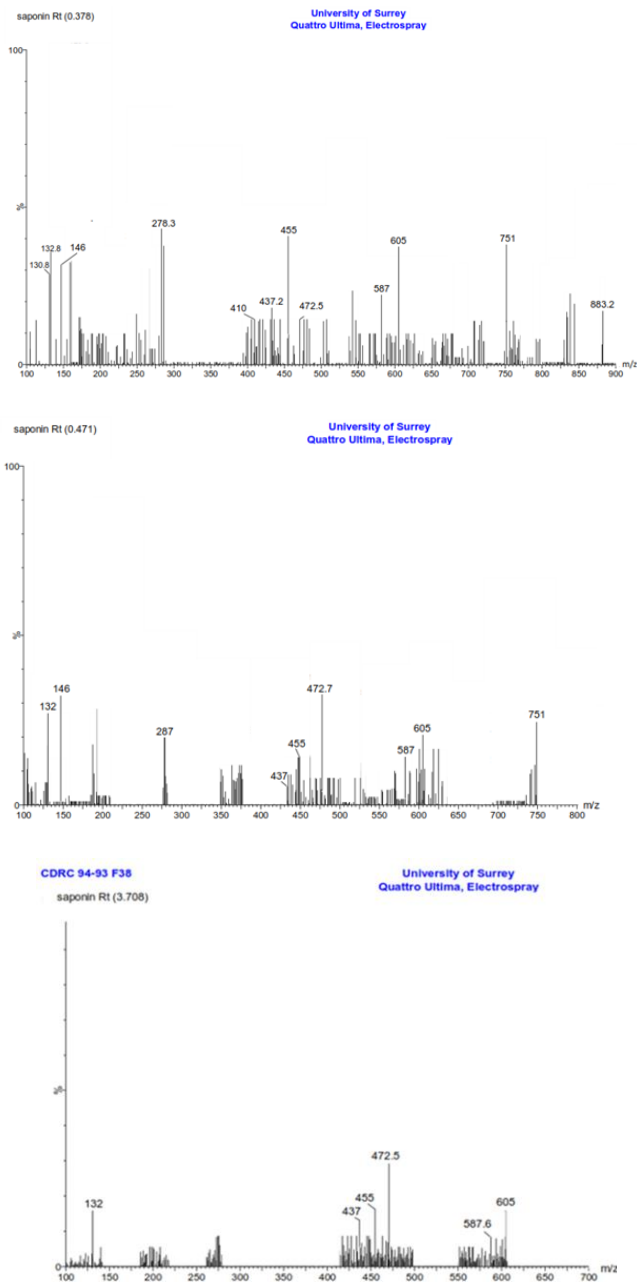 saponin Rt (0.378)
University of Surrey
Quattro Ultima, Electrospray
100
%
0
130.8
132.8
146
278.3
410
437.2
455
472.5
587
605
751
883.2
100 150 200 250 300 350 400 450 500 550 600 650 700 750 800 850 900
m/z
saponin Rt (0.471)
University of Surrey
Quattro Ultima, Electrospray
100
%
0
132
146
287
437
455
472.7
587
605
751
100 150 200 250 300 350 400 450 500 550 600 650 700 750 800
m/z
CDRC 94-93 F38
saponin Rt (3.708)
University of Surrey
Quattro Ultima, Electrospray
%
0
132
437
455
472.5
587.6
605
100 150 200 250 300 350 400 450 500 550 600 650 700
m/z